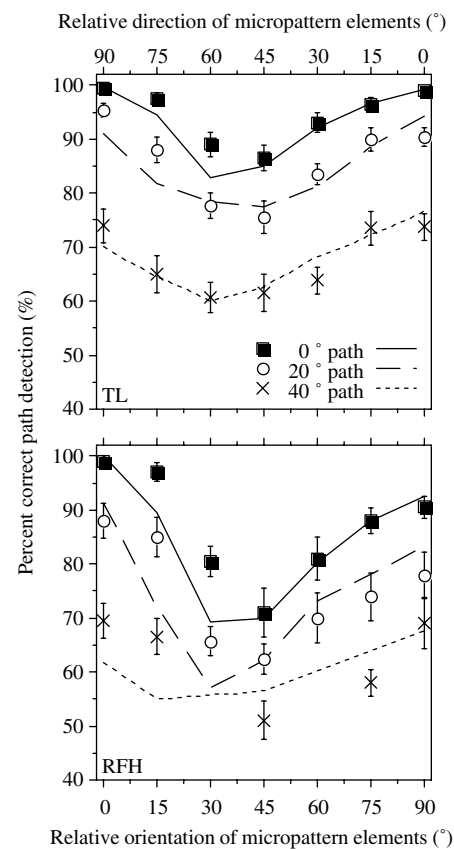 Relative direction of micropattern elements (°)
90 75 60 45 30 15 0
100
90
80
70
60
50
40
0 ° path
20 ° path
40 ° path
TL
Percent correct path detection (%)
100
90
80
70
60
50
40
RFH
0 15 30 45 60 75 90
Relative orientation of micropattern elements (°)